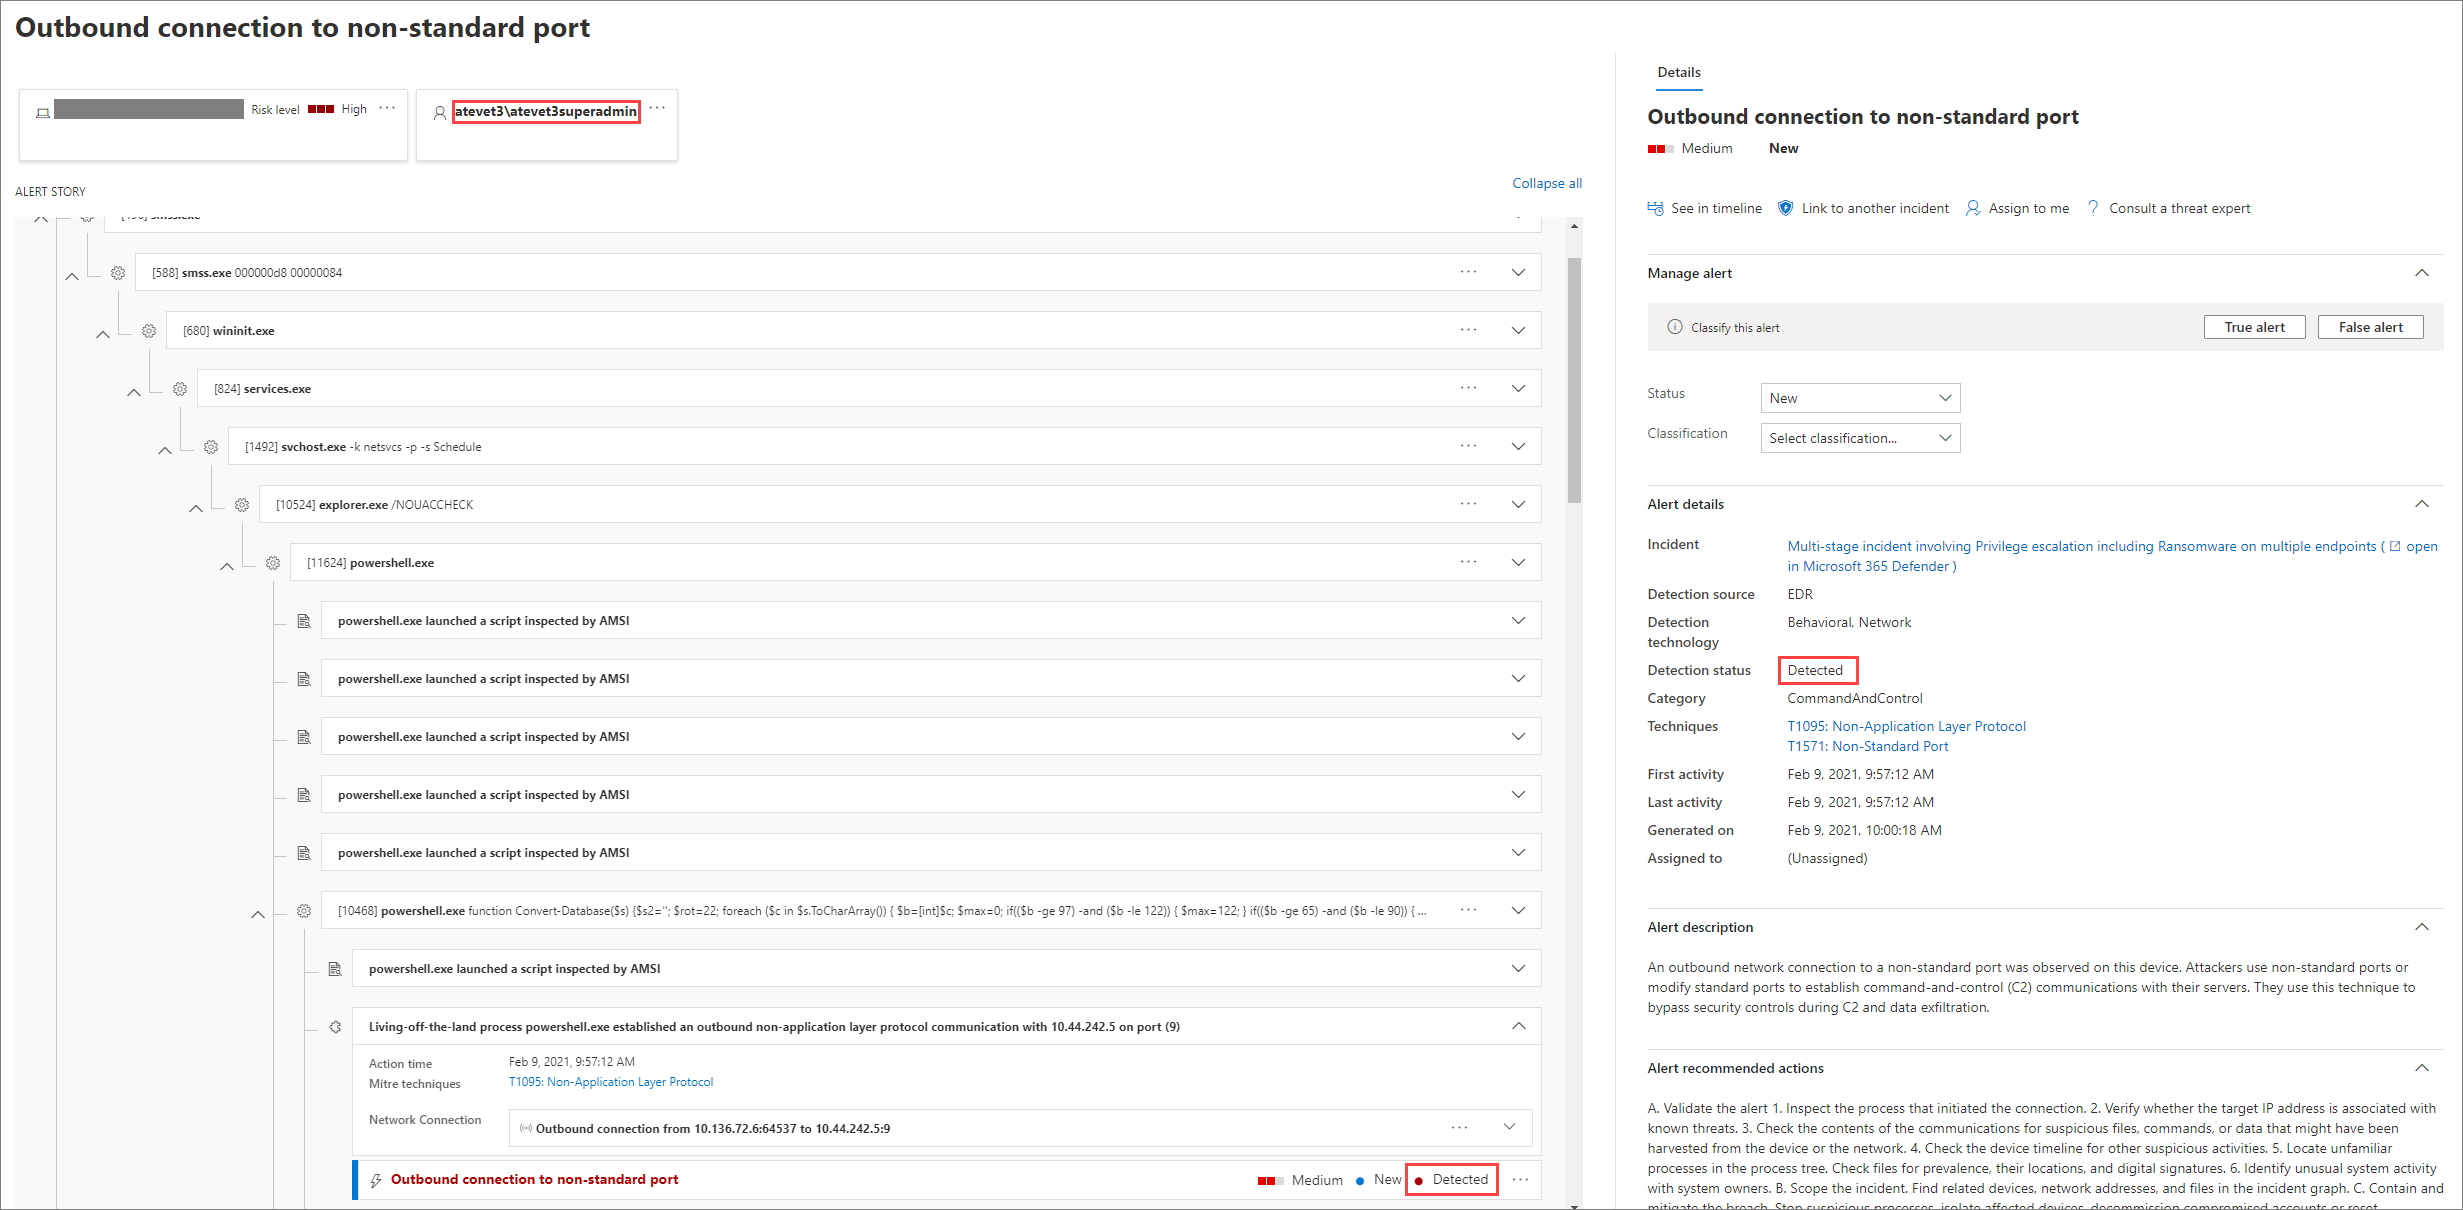 Outbound connection to non-standard port
Risk level High ...
atevet3\atevet3superadmin ...
ALERT STORY
Collapse all
[588] smss.exe 000000d8 00000084 ...
[680] wininit.exe ...
[824] services.exe ...
[1492] svchost.exe -k netsvcs -p -s Schedule ...
[10524] explorer.exe /NOUACCHECK ...
[11624] powershell.exe ...
powershell.exe launched a script inspected by AMSI
powershell.exe launched a script inspected by AMSI
powershell.exe launched a script inspected by AMSI
powershell.exe launched a script inspected by AMSI
powershell.exe launched a script inspected by AMSI
[10468] powershell.exe function Convert-Database($s) {$s2=''; $rot=22; foreach ($c in $s.ToCharArray()) { $b=[int]$c; $max=0; if(($b -ge 97) -and ($b -le 122)) { $max=122; } if(($b -ge 65) -and ($b -le 90)) { ... ...
powershell.exe launched a script inspected by AMSI
Living-off-the-land process powershell.exe established an outbound non-application layer protocol communication with 10.44.242.5 on port (9)
Action time Feb 9, 2021, 9:57:12 AM
Mitre techniques T1095: Non-Application Layer Protocol
Network Connection Outbound connection from 10.136.72.6:64537 to 10.44.242.5:9 ...
Outbound connection to non-standard port Medium New Detected ...
Details
Outbound connection to non-standard port
Medium New
See in timeline Link to another incident Assign to me ? Consult a threat expert
Manage alert
Classify this alert True alert False alert
Status New
Classification Select classification...
Alert details
Incident Multi-stage incident involving Privilege escalation including Ransomware on multiple endpoints ( open
in Microsoft 365 Defender )
Detection source EDR
Detection Behavioral, Network
technology
Detection status Detected
Category CommandAndControl
Techniques T1095: Non-Application Layer Protocol
T1571: Non-Standard Port
First activity Feb 9, 2021, 9:57:12 AM
Last activity Feb 9, 2021, 9:57:12 AM
Generated on Feb 9, 2021, 10:00:18 AM
Assigned to (Unassigned)
Alert description
An outbound network connection to a non-standard port was observed on this device. Attackers use non-standard ports or
modify standard ports to establish command-and-control (C2) communications with their servers. They use this technique to
bypass security controls during C2 and data exfiltration.
Alert recommended actions
A. Validate the alert 1. Inspect the process that initiated the connection. 2. Verify whether the target IP address is associated with
known threats. 3. Check the contents of the communications for suspicious files, commands, or data that might have been
harvested from the device or the network. 4. Check the device timeline for other suspicious activities. 5. Locate unfamiliar
processes in the process tree. Check files for prevalence, their locations, and digital signatures. 6. Identify unusual system activity
with system owners. B. Scope the incident. Find related devices, network addresses, and files in the incident graph. C. Contain and
mitigate the breach. Stop suspicious processes, isolate affected devices, decommission compromised accounts or reset